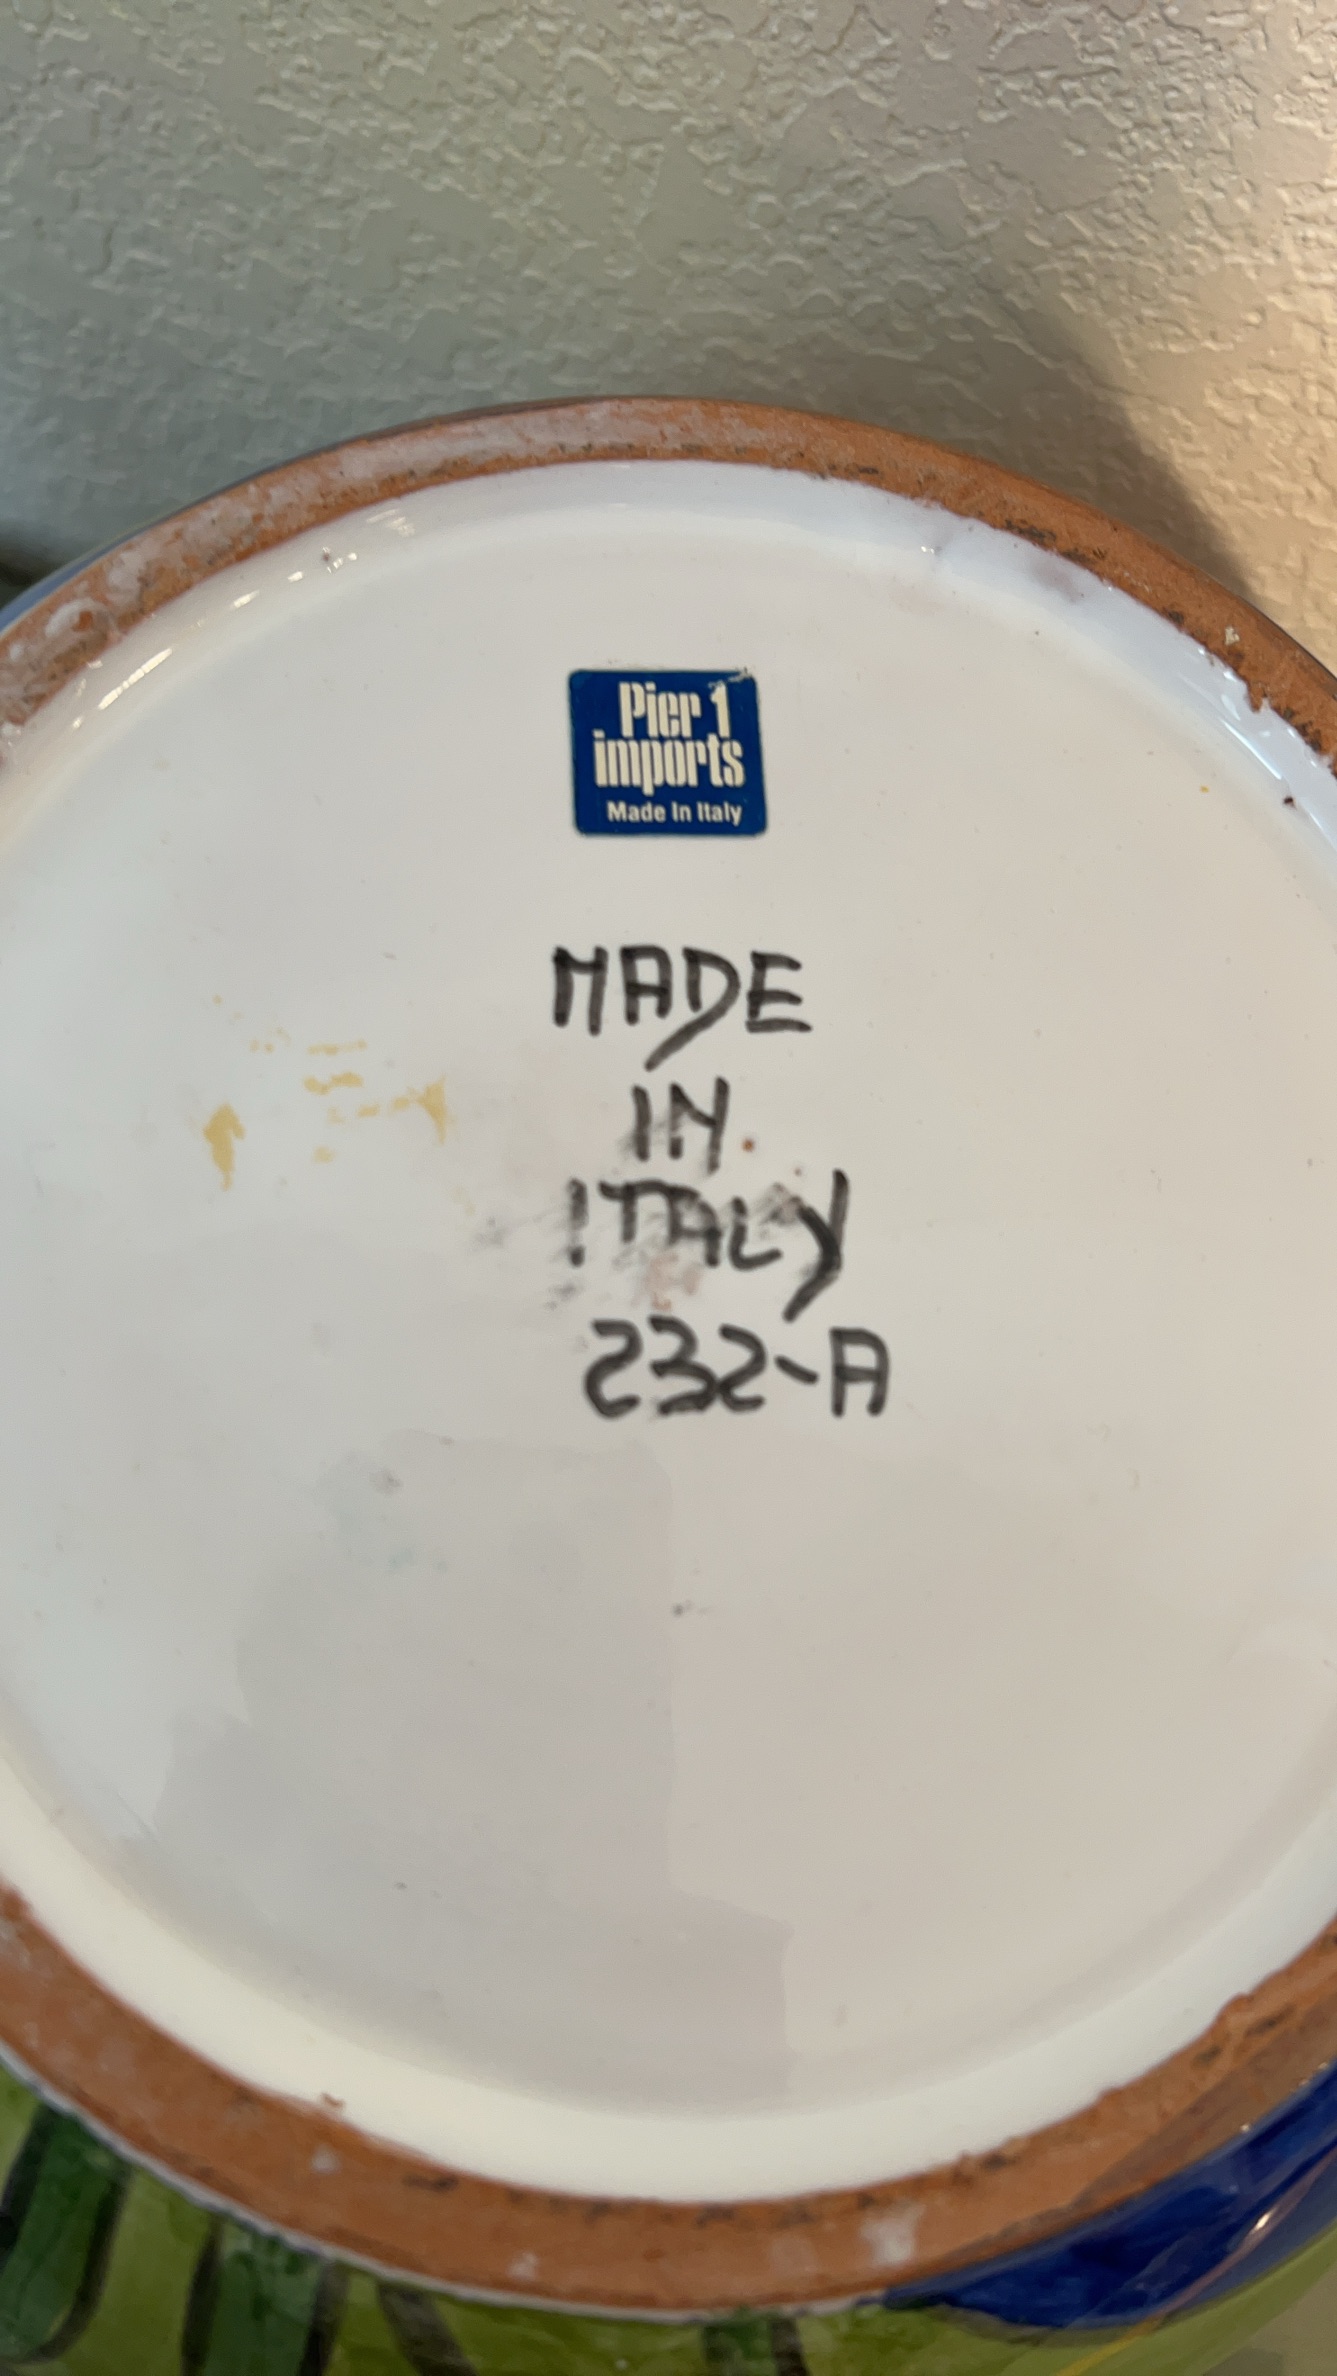 Pier 1
imports
Made In Italy
MADE
IN
ITALY
232-A